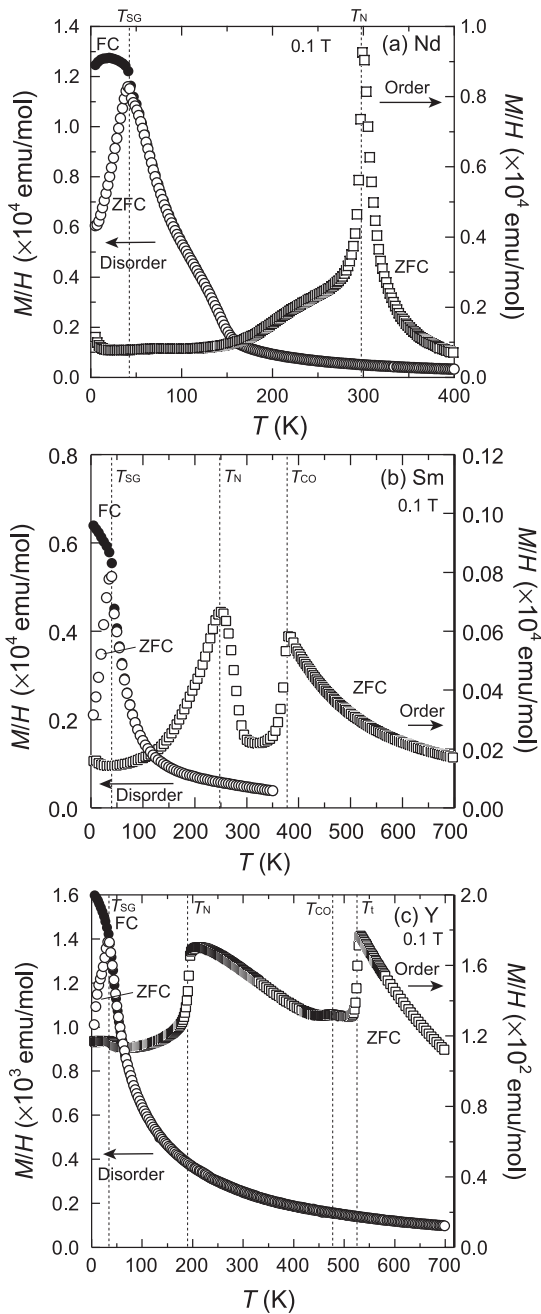 T_SG T_N
1.4 FC 0.1 T (a) Nd 1.0
1.2 Order 0.8
1.0
0.8 0.6
0.6 ZFC ZFC 0.4
0.4 Disorder
0.2 0.2
0.0 0.0
0 100 200 300 400
T (K)
M/H (×10^4 emu/mol)
M/H (×10^4 emu/mol)
0.8 T_SG T_N T_CO (b) Sm 0.12
FC 0.1 T
0.10
0.6
0.08
0.4 ZFC ZFC 0.06
Order 0.04
0.2
Disorder 0.02
0.0 0.00
0 100 200 300 400 500 600 700
T (K)
M/H (×10^4 emu/mol)
M/H (×10^4 emu/mol)
1.6 T_SG T_N T_CO T_t (c) Y 2.0
FC 0.1 T
1.4 Order 1.6
1.2
ZFC ZFC 1.2
1.0
0.8
0.8
0.6
0.4 Disorder 0.4
0.2
0.0 0.0
0 100 200 300 400 500 600 700
T (K)
M/H (×10^3 emu/mol)
M/H (×10^2 emu/mol)